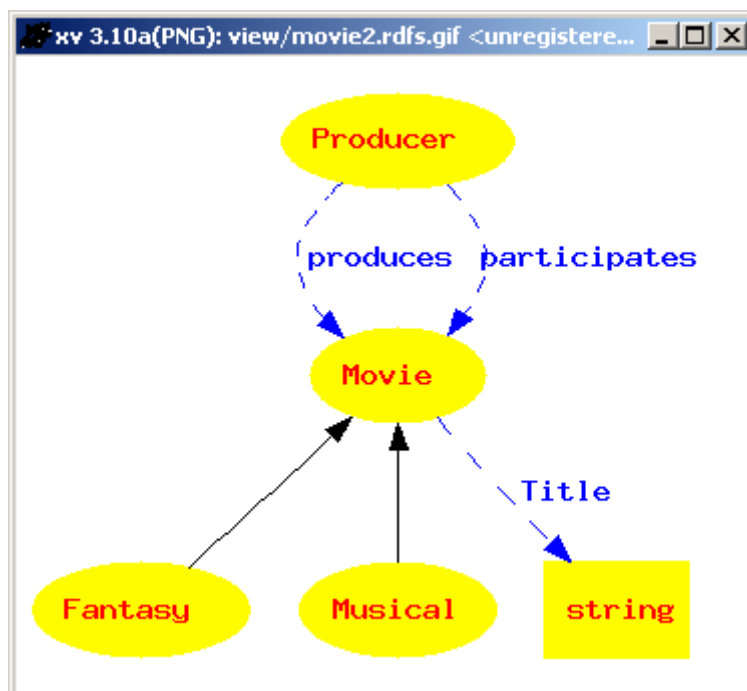 xv 3.10a(PNG): view/movie2.rdfs.gif <unregistere...
Producer
produces participates
Movie
Title
Fantasy Musical string